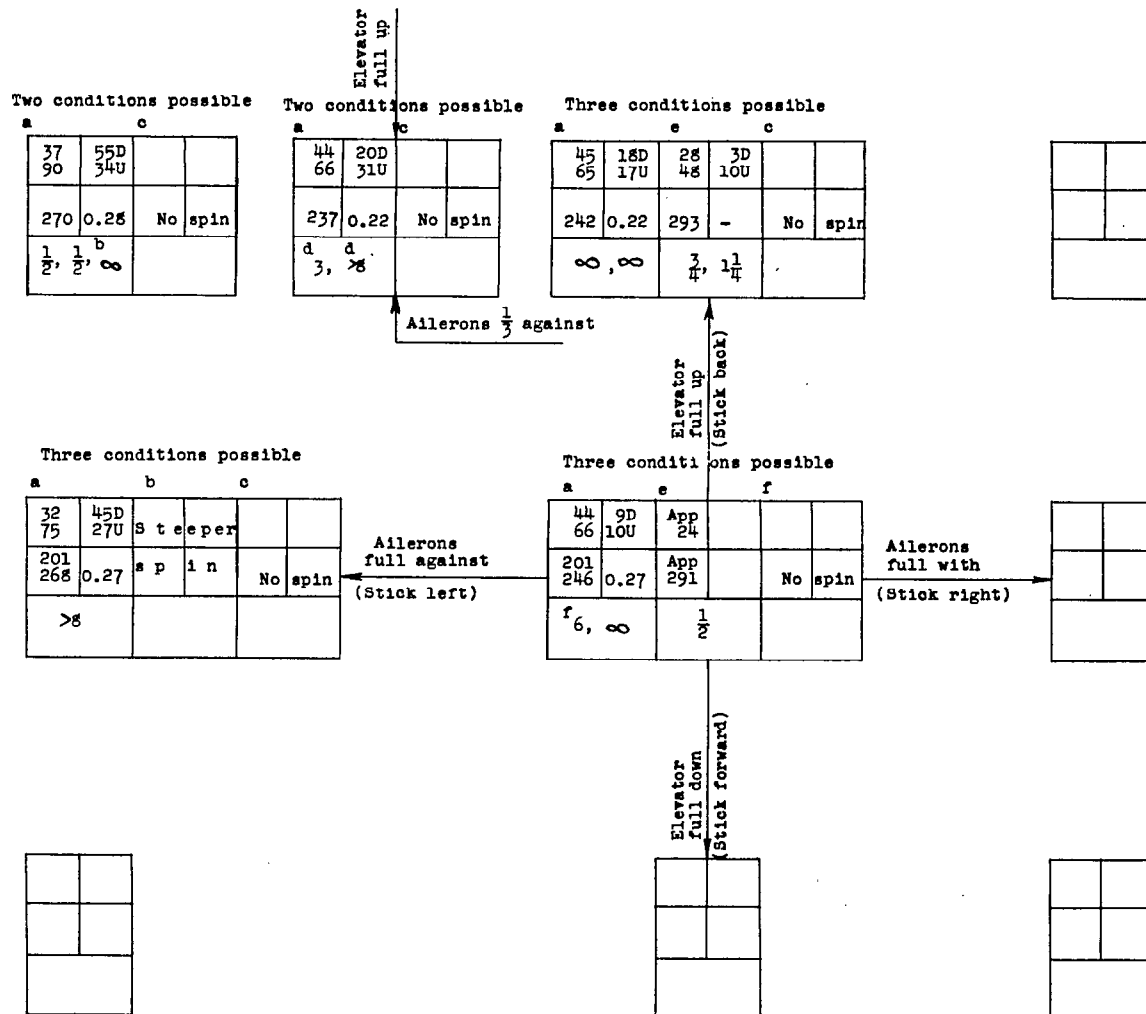 Elevator
full up
Two conditions possible
a c
37 55D
90 34U
270 0.28 No spin
1/2, 1/2, b ∞
Two conditions possible
a c
44 20D
66 31U
237 0.22 No spin
d 3, d >8
Three conditions possible
a e c
45 18D 28 3D
65 17U 48 10U
242 0.22 293 - No spin
∞, ∞ 3/4, 1 1/4
Ailerons 1/3 against
Elevator
full up
(Stick back)
Three conditions possible
a b c
32 45D
75 27U Steeper
201
268 0.27 spin No spin
>8
Ailerons
full against
(Stick left)
Three conditions possible
a e f
44 9D App
66 10U 24
201 App
246 0.27 291 No spin
f 6, ∞ 1/2
Ailerons
full with
(Stick right)
Elevator
full down
(Stick forward)